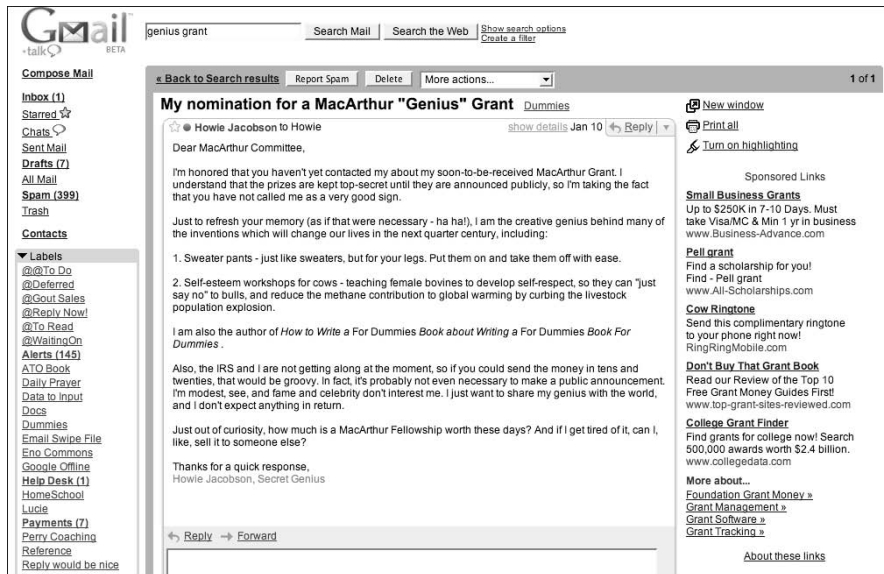 Gmail
talk BETA
genius grant
Search Mail
Search the Web
Show search options
Create a filter
Compose Mail
Inbox (1)
Starred
Chats
Sent Mail
Drafts (7)
All Mail
Spam (399)
Trash
Contacts
Labels
@@To Do
@Deferred
@Gout Sales
@Reply Now!
@To Read
@WaitingOn
Alerts (145)
ATO Book
Daily Prayer
Data to Input
Docs
Dummies
Email Swipe File
Eno Commons
Google Offline
Help Desk (1)
HomeSchool
Lucie
Payments (7)
Perry Coaching
Reference
Reply would be nice
« Back to Search results
Report Spam
Delete
More actions...
1 of 1
My nomination for a MacArthur "Genius" Grant Dummies
Howie Jacobson to Howie
show details Jan 10
Reply
Dear MacArthur Committee,
I'm honored that you haven't yet contacted my about my soon-to-be-received MacArthur Grant. I
understand that the prizes are kept top-secret until they are announced publicly, so I'm taking the fact
that you have not called me as a very good sign.
Just to refresh your memory (as if that were necessary - ha ha!), I am the creative genius behind many of
the inventions which will change our lives in the next quarter century, including:
1. Sweater pants - just like sweaters, but for your legs. Put them on and take them off with ease.
2. Self-esteem workshops for cows - teaching female bovines to develop self-respect, so they can "just
say no" to bulls, and reduce the methane contribution to global warming by curbing the livestock
population explosion.
I am also the author of How to Write a For Dummies Book about Writing a For Dummies Book For
Dummies .
Also, the IRS and I are not getting along at the moment, so if you could send the money in tens and
twenties, that would be groovy. In fact, it's probably not even necessary to make a public announcement.
I'm modest, see, and fame and celebrity don't interest me. I just want to share my genius with the world,
and I don't expect anything in return.
Just out of curiosity, how much is a MacArthur Fellowship worth these days? And if I get tired of it, can I,
like, sell it to someone else?
Thanks for a quick response,
Howie Jacobson, Secret Genius
Reply
Forward
New window
Print all
Turn on highlighting
Sponsored Links
Small Business Grants
Up to $250K in 7-10 Days. Must
take Visa/MC & Min 1 yr in business
www.Business-Advance.com
Pell grant
Find a scholarship for you!
Find - Pell grant
www.All-Scholarships.com
Cow Ringtone
Send this complimentary ringtone
to your phone right now!
RingRingMobile.com
Don't Buy That Grant Book
Read our Review of the Top 10
Free Grant Money Guides First!
www.top-grant-sites-reviewed.com
College Grant Finder
Find grants for college now! Search
500,000 awards worth $2.4 billion.
www.collegedata.com
More about...
Foundation Grant Money »
Grant Management »
Grant Software »
Grant Tracking »
About these links